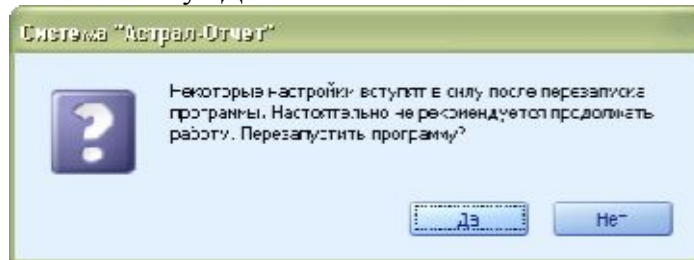 Система "Астрал-Отчет"
Некоторые настройки вступят в силу после перезапуска
программы. Настоятельно не рекомендуется продолжать
работу. Перезапустить программу?
Да
Нет